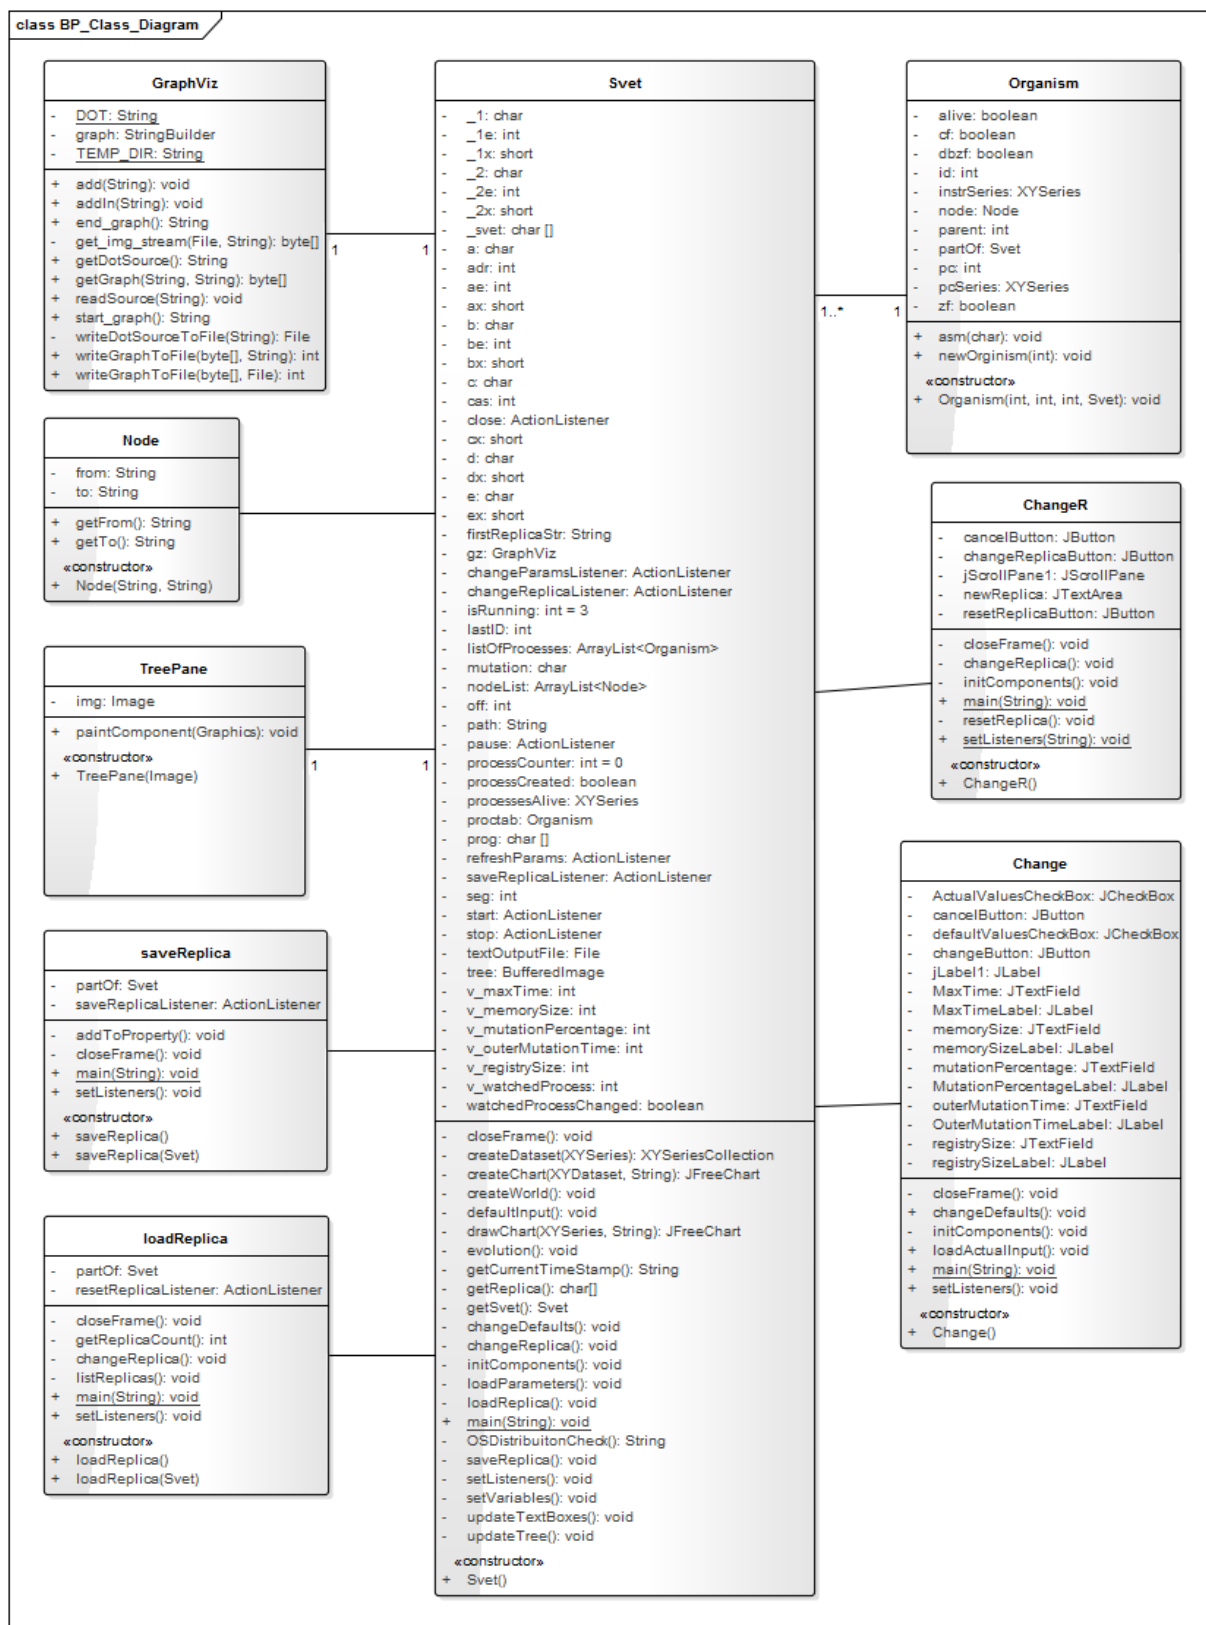 class BP_Class_Diagram
GraphViz
- DOT: String
- graph: StringBuilder
- TEMP_DIR: String
+ add(String): void
+ addln(String): void
+ end_graph(): String
- get_img_stream(File, String): byte[]
+ getDotSource(): String
+ getGraph(String, String): byte[]
+ readSource(String): void
+ start_graph(): String
- writeDotSourceToFile(String): File
+ writeGraphToFile(byte[], String): int
+ writeGraphToFile(byte[], File): int
1
1
Node
- from: String
- to: String
+ getFrom(): String
+ getTo(): String
«constructor»
+ Node(String, String)
TreePane
- img: Image
+ paintComponent(Graphics): void
«constructor»
+ TreePane(Image)
1
1
saveReplica
- partOf: Svet
- saveReplicaListener: ActionListener
- addToProperty(): void
- closeFrame(): void
+ main(String): void
+ setListeners(): void
«constructor»
+ saveReplica()
+ saveReplica(Svet)
loadReplica
- partOf: Svet
- resetReplicaListener: ActionListener
- closeFrame(): void
- getReplicaCount(): int
- changeReplica(): void
- listReplicas(): void
+ main(String): void
+ setListeners(): void
«constructor»
+ loadReplica()
+ loadReplica(Svet)
Svet
- _1: char
- _1e: int
- _1x: short
- _2: char
- _2e: int
- _2x: short
- _svet: char []
- a: char
- adr: int
- ae: int
- ax: short
- b: char
- be: int
- bx: short
- c: char
- cas: int
- close: ActionListener
- cx: short
- d: char
- dx: short
- e: char
- ex: short
- firstReplicaStr: String
- gz: GraphViz
- changeParamsListener: ActionListener
- changeReplicaListener: ActionListener
- isRunning: int = 3
- lastID: int
- listOfProcesses: ArrayList<Organism>
- mutation: char
- nodeList: ArrayList<Node>
- off: int
- path: String
- pause: ActionListener
- processCounter: int = 0
- processCreated: boolean
- processesAlive: XYSeries
- proctab: Organism
- prog: char []
- refreshParams: ActionListener
- saveReplicaListener: ActionListener
- seg: int
- start: ActionListener
- stop: ActionListener
- textOutputFile: File
- tree: BufferedImage
- v_maxTime: int
- v_memorySize: int
- v_mutationPercentage: int
- v_outerMutationTime: int
- v_registrySize: int
- v_watchedProcess: int
- watchedProcessChanged: boolean
- closeFrame(): void
- createDataset(XYSeries): XYSeriesCollection
- createChart(XYDataset, String): JFreeChart
- createWorld(): void
- defaultInput(): void
- drawChart(XYSeries, String): JFreeChart
- evolution(): void
- getCurrentTimeStamp(): String
- getReplica(): char[]
- getSvet(): Svet
- changeDefaults(): void
- changeReplica(): void
- initComponents(): void
- loadParameters(): void
- loadReplica(): void
+ main(String): void
- OSDistribuitonCheck(): String
- saveReplica(): void
- setListeners(): void
- setVariables(): void
- updateTextBoxes(): void
- updateTree(): void
«constructor»
+ Svet()
Organism
- alive: boolean
- cf: boolean
- dbzf: boolean
- id: int
- instrSeries: XYSeries
- node: Node
- parent: int
- partOf: Svet
- pc: int
- pcSeries: XYSeries
- zf: boolean
+ asm(char): void
+ newOrginism(int): void
«constructor»
+ Organism(int, int, int, Svet): void
1..*
1
ChangeR
- cancelButton: JButton
- changeReplicaButton: JButton
- jScrollPane1: JScrollPane
- newReplica: JTextArea
- resetReplicaButton: JButton
- closeFrame(): void
- changeReplica(): void
- initComponents(): void
+ main(String): void
- resetReplica(): void
+ setListeners(String): void
«constructor»
+ ChangeR()
Change
- ActualValuesCheckBox: JCheckBox
- cancelButton: JButton
- defaultValuesCheckBox: JCheckBox
- changeButton: JButton
- jLabel1: JLabel
- MaxTime: JTextField
- MaxTimeLabel: JLabel
- memorySize: JTextField
- memorySizeLabel: JLabel
- mutationPercentage: JTextField
- MutationPercentageLabel: JLabel
- outerMutationTime: JTextField
- OuterMutationTimeLabel: JLabel
- registrySize: JTextField
- registrySizeLabel: JLabel
- closeFrame(): void
+ changeDefaults(): void
- initComponents(): void
+ loadActualInput(): void
+ main(String): void
+ setListeners(): void
«constructor»
+ Change()